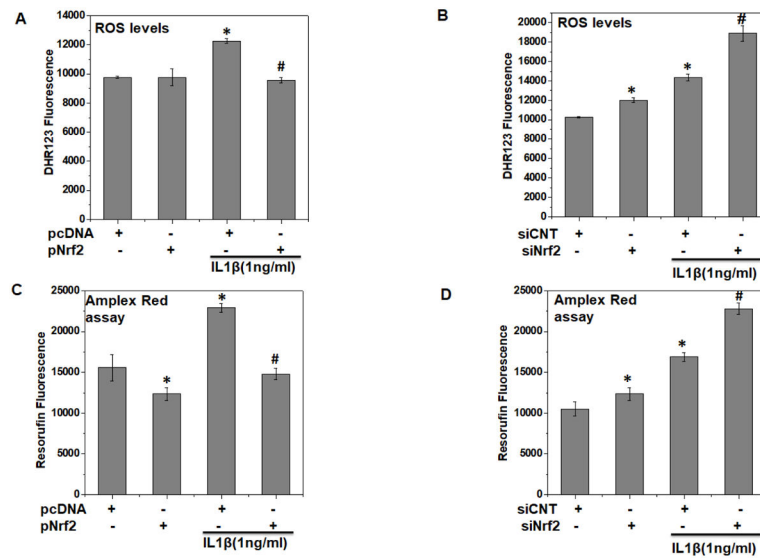 A
ROS levels
DHR123 Fluorescence
14000
12000
10000
8000
6000
4000
2000
0
*
#
pcDNA + - + -
pNrf2 - + - +
IL1β(1ng/ml)
B
ROS levels
DHR123 Fluorescence
20000
18000
16000
14000
12000
10000
8000
6000
4000
2000
0
*
*
#
siCNT + - + -
siNrf2 - + - +
IL1β(1ng/ml)
C
Amplex Red
assay
Resorufin Fluorescence
25000
20000
15000
10000
5000
0
*
*
#
pcDNA + - + -
pNrf2 - + - +
IL1β(1ng/ml)
D
Amplex Red
assay
Resorufin Fluorescence
25000
20000
15000
10000
5000
0
*
*
#
siCNT + - + -
siNrf2 - + - +
IL1β(1ng/ml)